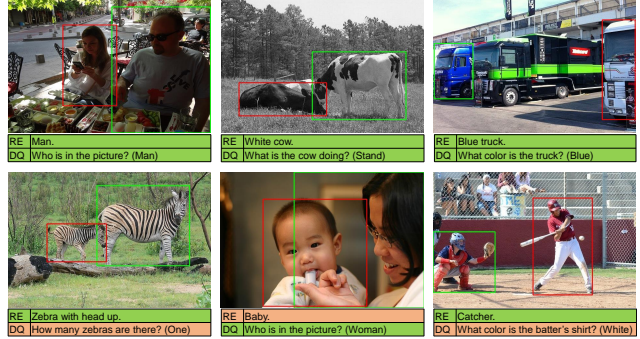 RE Man.
DQ Who is in the picture? (Man)
RE White cow.
DQ What is the cow doing? (Stand)
RE Blue truck.
DQ What color is the truck? (Blue)
RE Zebra with head up.
DQ How many zebras are there? (One)
RE Baby.
DQ Who is in the picture? (Woman)
RE Catcher.
DQ What color is the batter's shirt? (White)